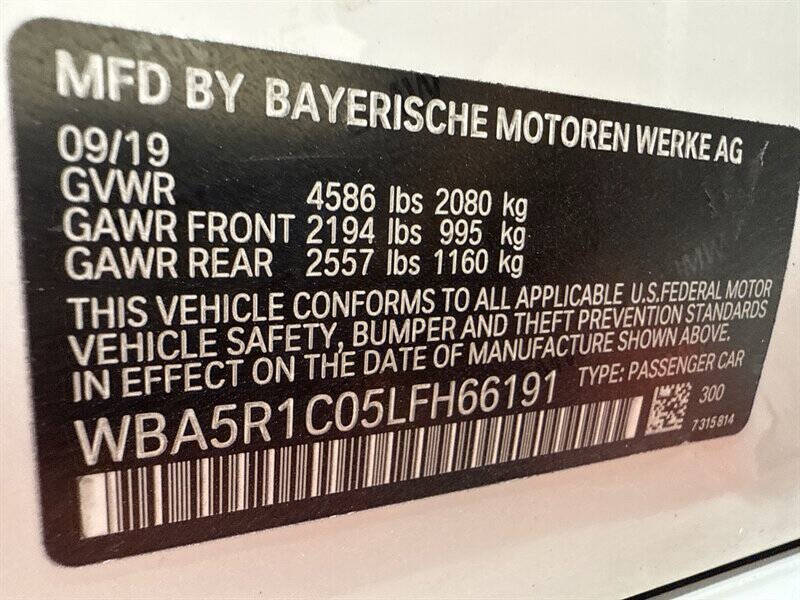 MFD BY BAYERISCHE MOTOREN WERKE AG
09/19
GVWR 4586 lbs 2080 kg
GAWR FRONT 2194 lbs 995 kg
GAWR REAR 2557 lbs 1160 kg
THIS VEHICLE CONFORMS TO ALL APPLICABLE U.S.FEDERAL MOTOR
VEHICLE SAFETY, BUMPER AND THEFT PREVENTION STANDARDS
IN EFFECT ON THE DATE OF MANUFACTURE SHOWN ABOVE.
TYPE: PASSENGER CAR
WBA5R1C05LFH66191
300
7315814